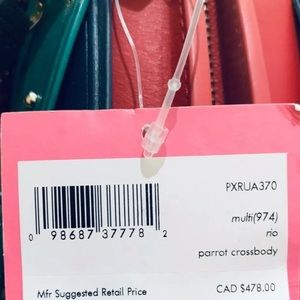 PXRUA370
multi(974)
rio
parrot crossbody
0 98687 37778 2
Mfr Suggested Retail Price CAD $478.00